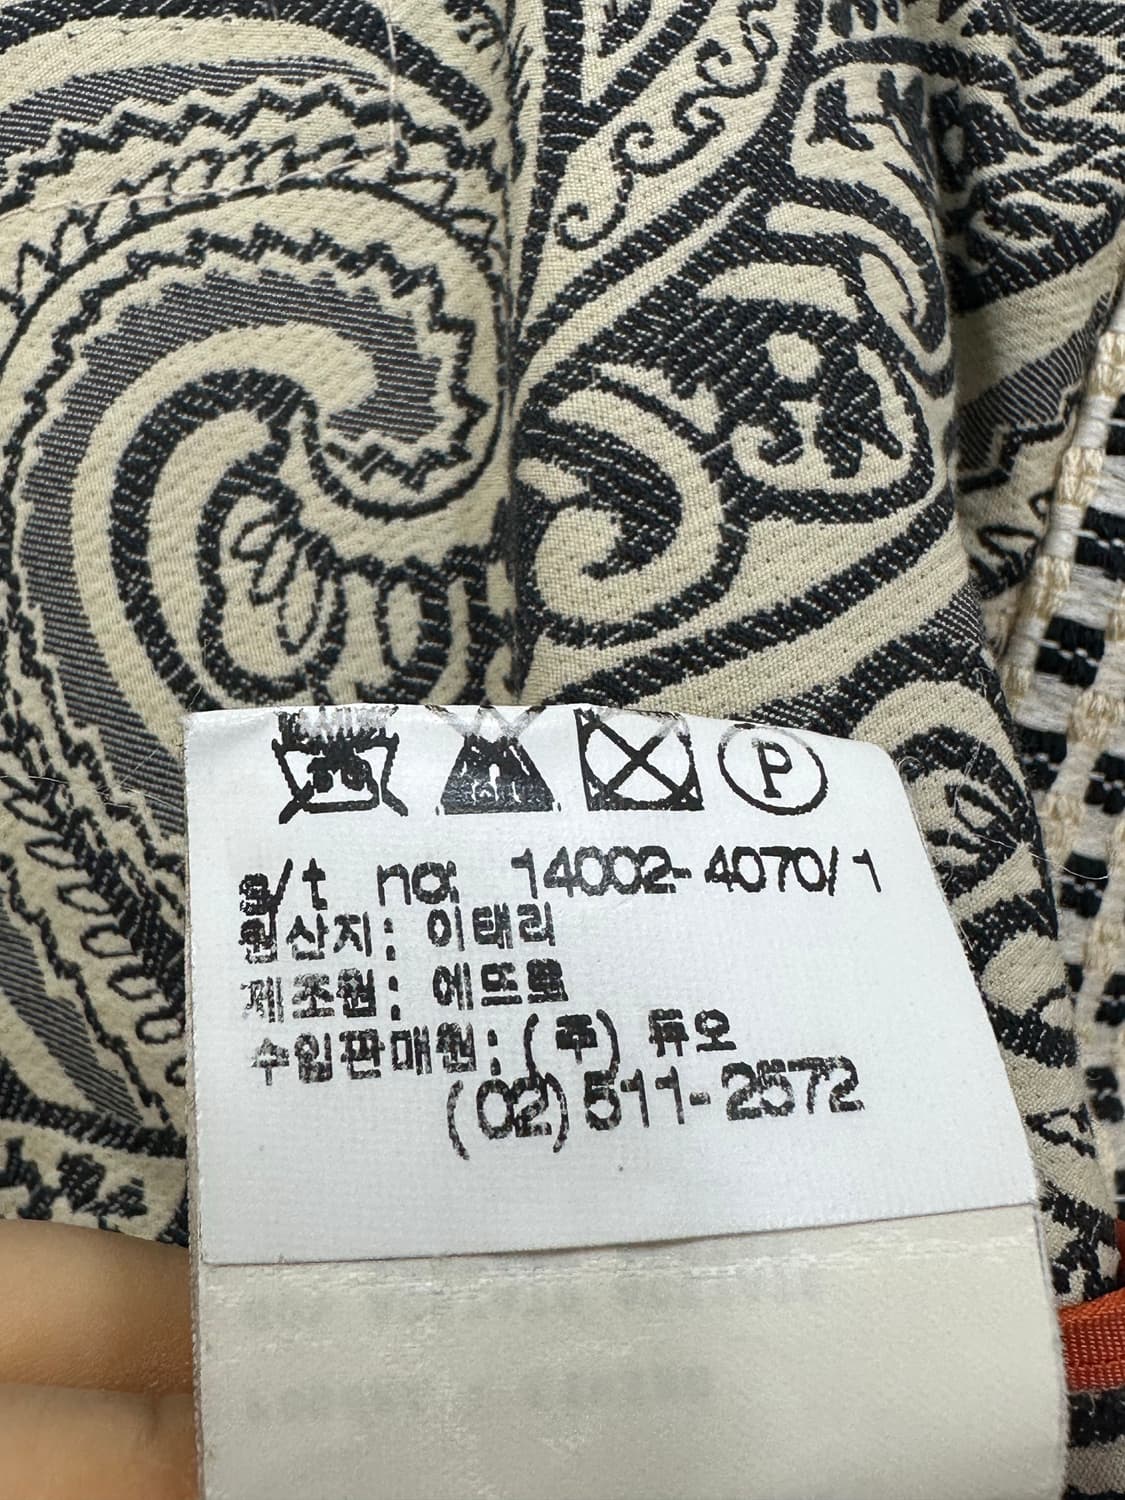 P
s/t no: 14002-4070/1
원산지: 이태리
제조원: 에뜨로
수입판매원: (주) 듀오
(02)511-2572